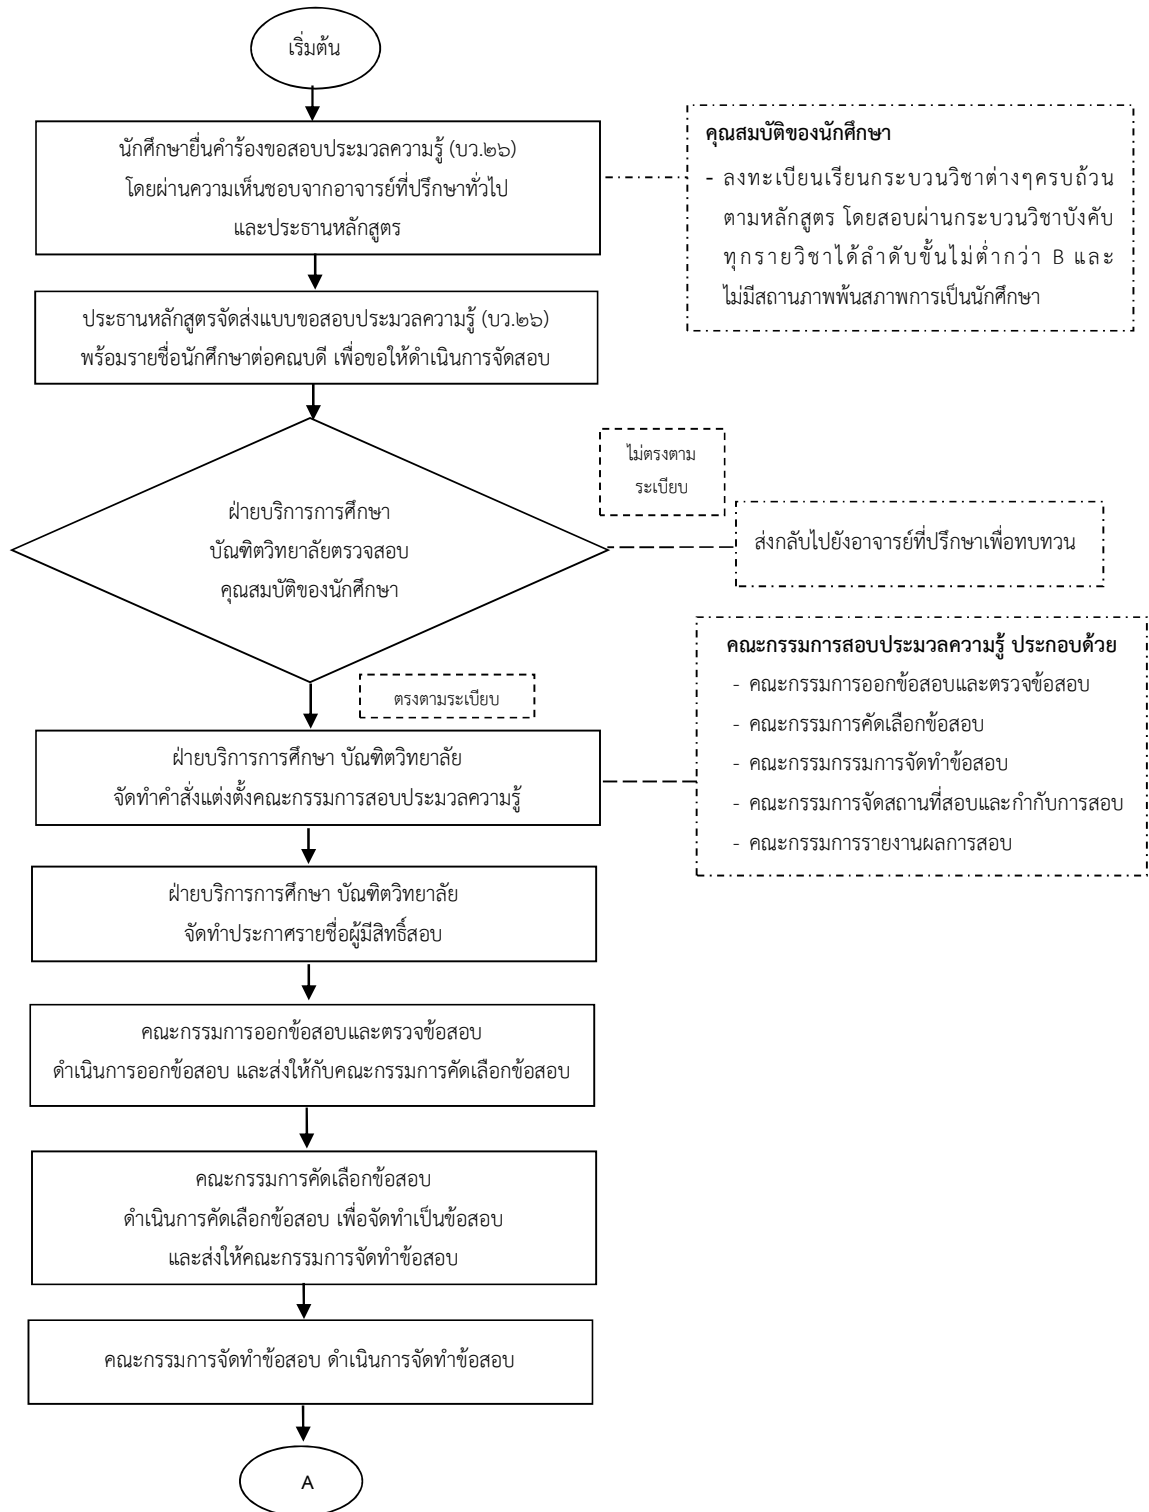 เริ่มต้น
นักศึกษายื่นคำร้องขอสอบประมวลความรู้ (บว.๒๖)
โดยผ่านความเห็นชอบจากอาจารย์ที่ปรึกษาทั่วไป
และประธานหลักสูตร
คุณสมบัติของนักศึกษา
- ลงทะเบียนเรียนกระบวนวิชาต่างๆครบถ้วน
ตามหลักสูตร โดยสอบผ่านกระบวนวิชาบังคับ
ทุกรายวิชาได้ลำดับขั้นไม่ต่ำกว่า B และ
ไม่มีสถานภาพพ้นสภาพการเป็นนักศึกษา
ประธานหลักสูตรจัดส่งแบบขอสอบประมวลความรู้ (บว.๒๖)
พร้อมรายชื่อนักศึกษาต่อคณบดี เพื่อขอให้ดำเนินการจัดสอบ
ฝ่ายบริการการศึกษา
บัณฑิตวิทยาลัยตรวจสอบ
คุณสมบัติของนักศึกษา
ไม่ตรงตาม
ระเบียบ
ส่งกลับไปยังอาจารย์ที่ปรึกษาเพื่อทบทวน
ตรงตามระเบียบ
ฝ่ายบริการการศึกษา บัณฑิตวิทยาลัย
จัดทำคำสั่งแต่งตั้งคณะกรรมการสอบประมวลความรู้
คณะกรรมการสอบประมวลความรู้ ประกอบด้วย
- คณะกรรมการออกข้อสอบและตรวจข้อสอบ
- คณะกรรมการคัดเลือกข้อสอบ
- คณะกรรมกรรมการจัดทำข้อสอบ
- คณะกรรมการจัดสถานที่สอบและกำกับการสอบ
- คณะกรรมการรายงานผลการสอบ
ฝ่ายบริการการศึกษา บัณฑิตวิทยาลัย
จัดทำประกาศรายชื่อผู้มีสิทธิ์สอบ
คณะกรรมการออกข้อสอบและตรวจข้อสอบ
ดำเนินการออกข้อสอบ และส่งให้กับคณะกรรมการคัดเลือกข้อสอบ
คณะกรรมการคัดเลือกข้อสอบ
ดำเนินการคัดเลือกข้อสอบ เพื่อจัดทำเป็นข้อสอบ
และส่งให้คณะกรรมการจัดทำข้อสอบ
คณะกรรมการจัดทำข้อสอบ ดำเนินการจัดทำข้อสอบ
A